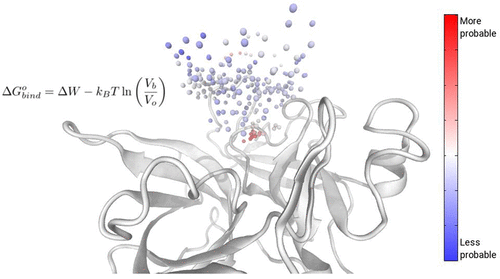 More
probable
ΔG°bind = ΔW − kBT ln (Vb/Vo)
Less
probable